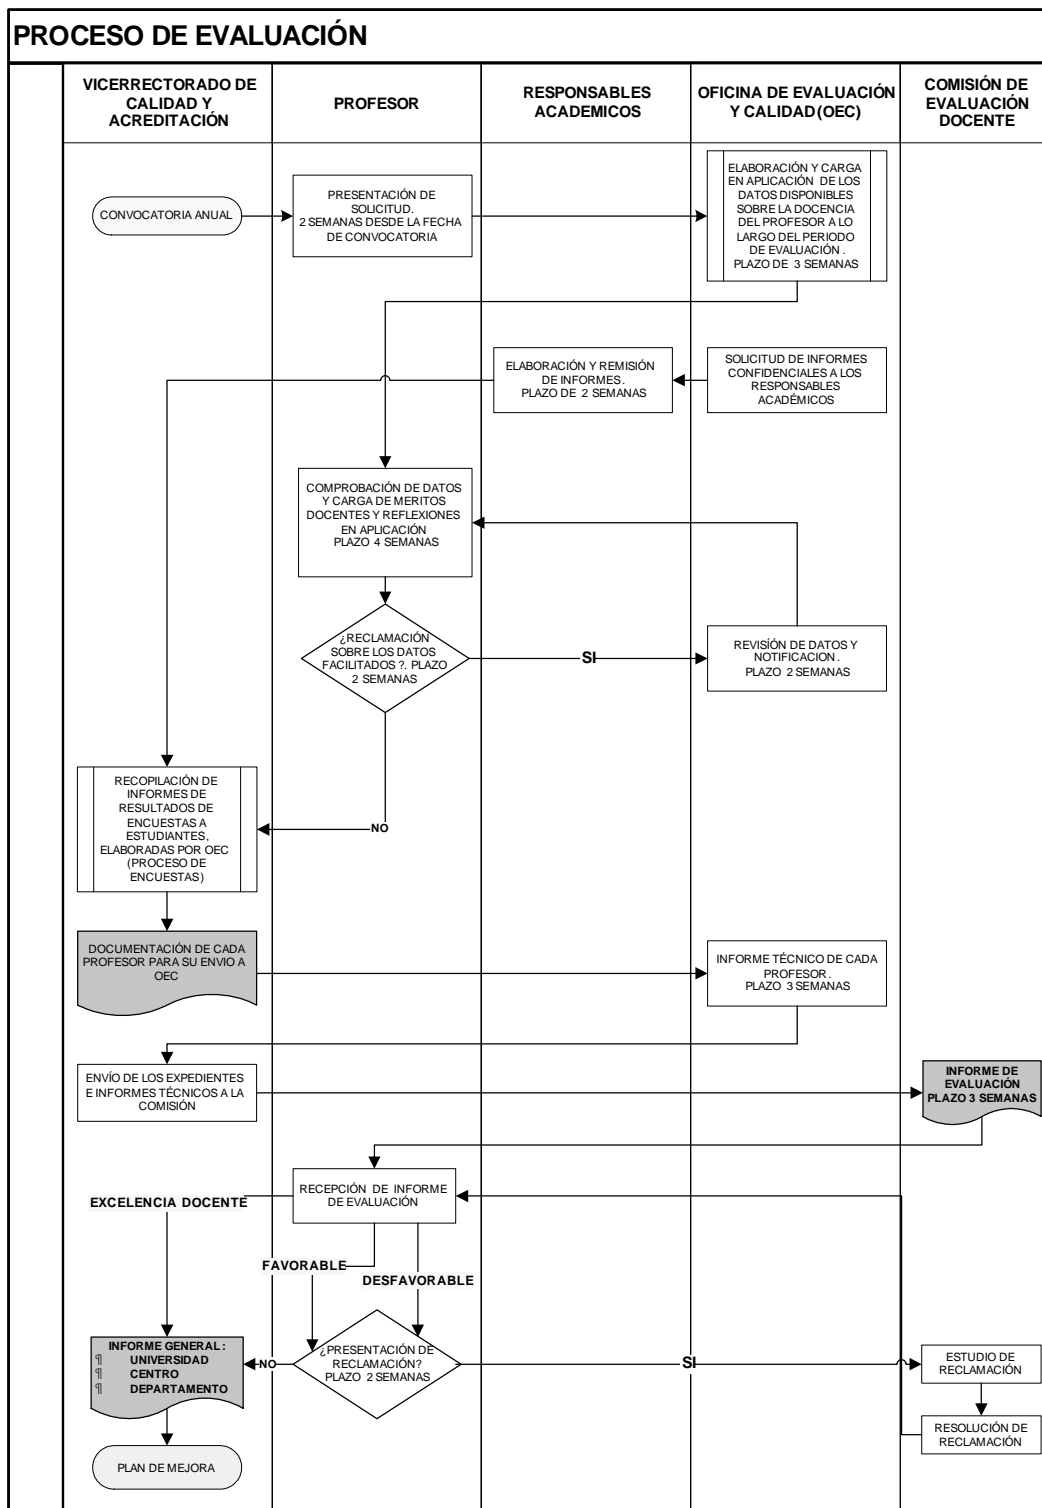 PROCESO DE EVALUACIÓN
VICERRECTORADO DE
CALIDAD Y
ACREDITACIÓN
PROFESOR
RESPONSABLES
ACADEMICOS
OFICINA DE EVALUACIÓN
Y CALIDAD (OEC)
COMISIÓN DE
EVALUACIÓN
DOCENTE
CONVOCATORIA ANUAL
PRESENTACIÓN DE
SOLICITUD.
2 SEMANAS DESDE LA FECHA
DE CONVOCATORIA
ELABORACIÓN Y CARGA
EN APLICACIÓN DE LOS
DATOS DISPONIBLES
SOBRE LA DOCENCIA
DEL PROFESOR A LO
LARGO DEL PERIODO
DE EVALUACIÓN .
PLAZO DE 3 SEMANAS
ELABORACIÓN Y REMISIÓN
DE INFORMES.
PLAZO DE 2 SEMANAS
SOLICITUD DE INFORMES
CONFIDENCIALES A LOS
RESPONSABLES
ACADÉMICOS
COMPROBACIÓN DE DATOS
Y CARGA DE MERITOS
DOCENTES Y REFLEXIONES
EN APLICACIÓN
PLAZO 4 SEMANAS
¿RECLAMACIÓN
SOBRE LOS DATOS
FACILITADOS ?. PLAZO
2 SEMANAS
SI
REVISÍÓN DE DATOS Y
NOTIFICACION .
PLAZO 2 SEMANAS
RECOPILACIÓN DE
INFORMES DE
RESULTADOS DE
ENCUESTAS A
ESTUDIANTES,
ELABORADAS POR OEC
(PROCESO DE
ENCUESTAS)
NO
DOCUMENTACIÓN DE CADA
PROFESOR PARA SU ENVIO A
OEC
INFORME TÉCNICO DE CADA
PROFESOR .
PLAZO 3 SEMANAS
ENVÍO DE LOS EXPEDIENTES
E INFORMES TÉCNICOS A LA
COMISIÓN
INFORME DE
EVALUACIÓN
PLAZO 3 SEMANAS
RECEPCIÓN DE INFORME
DE EVALUACIÓN
EXCELENCIA DOCENTE
FAVORABLE
DESFAVORABLE
INFORME GENERAL :
¶ UNIVERSIDAD
¶ CENTRO
¶ DEPARTAMENTO
NO
¿PRESENTACIÓN DE
RECLAMACIÓN?
PLAZO 2 SEMANAS
SI
ESTUDIO DE
RECLAMACIÓN
RESOLUCIÓN DE
RECLAMACIÓN
PLAN DE MEJORA